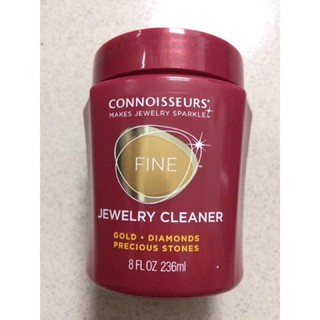 CONNOISSEURS
MAKES JEWELRY SPARKLE
FINE
JEWELRY CLEANER
GOLD • DIAMONDS
PRECIOUS STONES
8 FL OZ 236ml